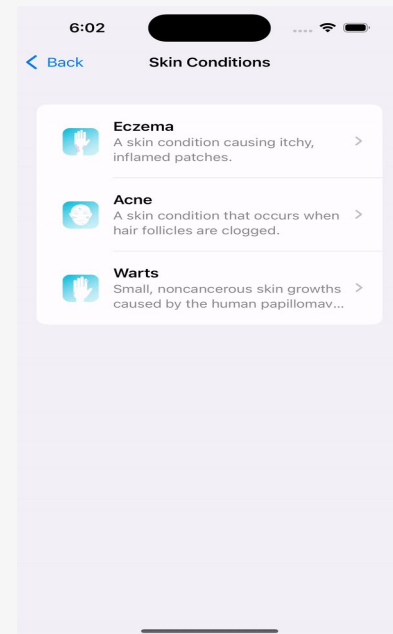 6:02
Back
Skin Conditions
Eczema
A skin condition causing itchy,
inflamed patches.
Acne
A skin condition that occurs when
hair follicles are clogged.
Warts
Small, noncancerous skin growths
caused by the human papillomav...